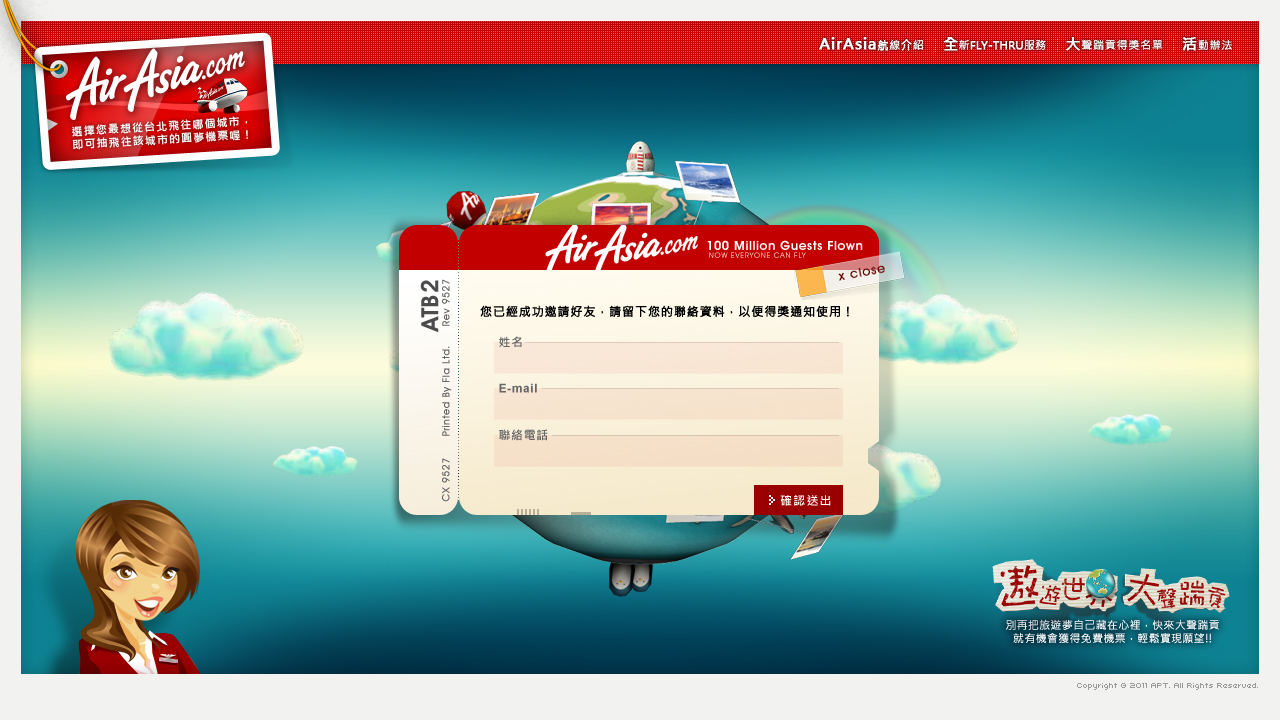 AirAsia.com
選擇您最想從台北飛往哪個城市，
即可抽飛往該城市的圓夢機票喔！
AirAsia航線介紹 全新FLY-THRU服務 大聲踹貢得獎名單 活動辦法
AirAsia.com 100 Million Guests Flown
NOW EVERYONE CAN FLY
x close
ATB2
Rev 9527
Printed By Fla Ltd.
CX 9527
您已經成功邀請好友，請留下您的聯絡資料，以便得獎通知使用！
姓名
E-mail
聯絡電話
確認送出
遨遊世界 大聲踹貢
別再把旅遊夢自己藏在心裡，快來大聲踹貢
就有機會獲得免費機票，輕鬆實現願望!!
Copyright © 2011 APT. All Rights Reserved.